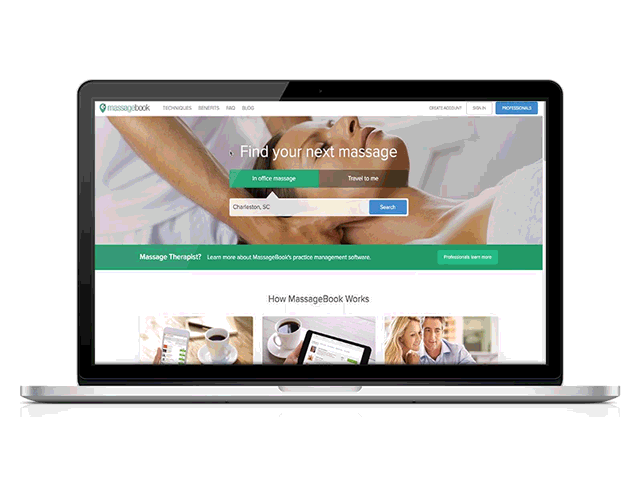 massagebook
TECHNIQUES BENEFITS FAQ BLOG
CREATE ACCOUNT SIGN IN PROFESSIONALS
Find your next massage
In office massage Travel to me
Charleston, SC Search
Massage Therapist? Learn more about MassageBook's practice management software. Professionals learn more
How MassageBook Works